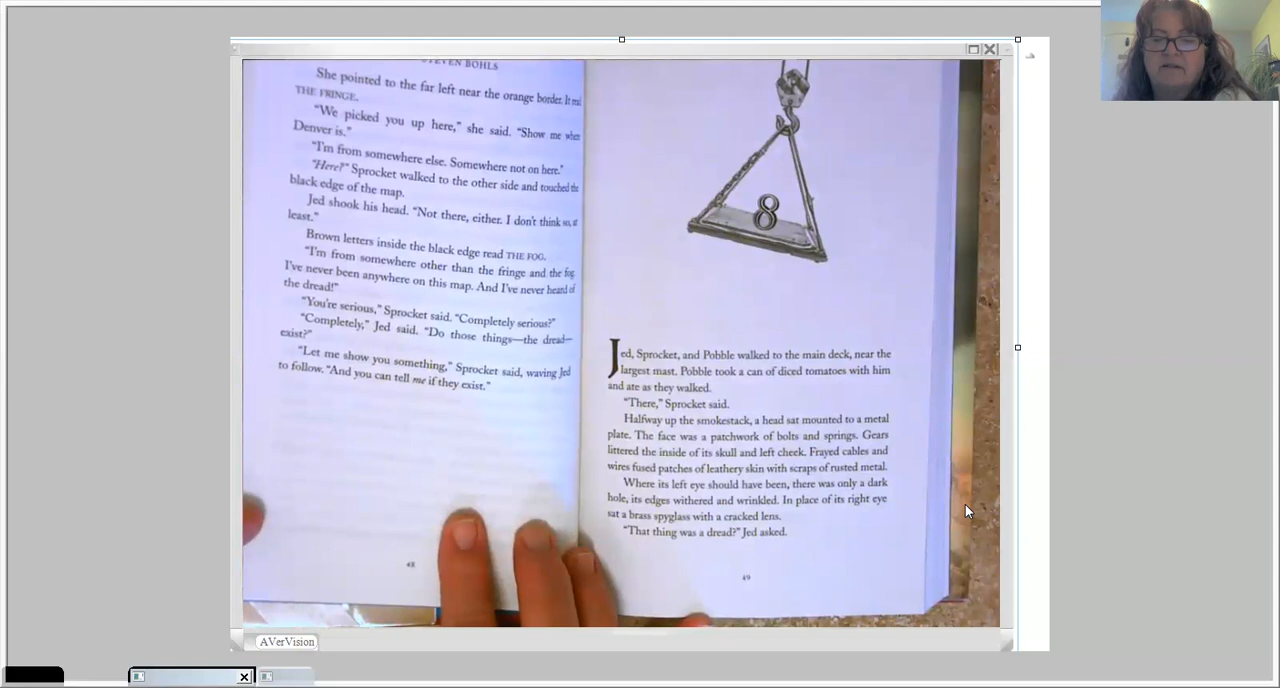 STEVEN BOHLS
She pointed to the far left near the orange border. It read
THE FRINGE.
"We picked you up here," she said. "Show me where
Denver is."
"I'm from somewhere else. Somewhere not on here."
"Here?" Sprocket walked to the other side and touched the
black edge of the map.
Jed shook his head. "Not there, either. I don't think so, at
least."
Brown letters inside the black edge read THE FOG.
"I'm from somewhere other than the fringe and the fog.
I've never been anywhere on this map. And I've never heard of
the dread!"
"You're serious," Sprocket said. "Completely serious?"
"Completely," Jed said. "Do those things—the dread—
exist?"
"Let me show you something," Sprocket said, waving Jed
to follow. "And you can tell me if they exist."
48
8
Jed, Sprocket, and Pobble walked to the main deck, near the
largest mast. Pobble took a can of diced tomatoes with him
and ate as they walked.
"There," Sprocket said.
Halfway up the smokestack, a head sat mounted to a metal
plate. The face was a patchwork of bolts and springs. Gears
littered the inside of its skull and left cheek. Frayed cables and
wires fused patches of leathery skin with scraps of rusted metal.
Where its left eye should have been, there was only a dark
hole, its edges withered and wrinkled. In place of its right eye
sat a brass spyglass with a cracked lens.
"That thing was a dread?" Jed asked.
49
AVerVision